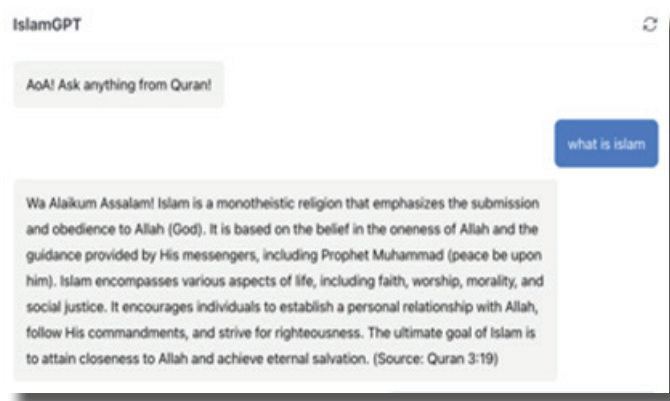 IslamGPT
AoA! Ask anything from Quran!
what is islam
Wa Alaikum Assalam! Islam is a monotheistic religion that emphasizes the submission
and obedience to Allah (God). It is based on the belief in the oneness of Allah and the
guidance provided by His messengers, including Prophet Muhammad (peace be upon
him). Islam encompasses various aspects of life, including faith, worship, morality, and
social justice. It encourages individuals to establish a personal relationship with Allah,
follow His commandments, and strive for righteousness. The ultimate goal of Islam is
to attain closeness to Allah and achieve eternal salvation. (Source: Quran 3:19)